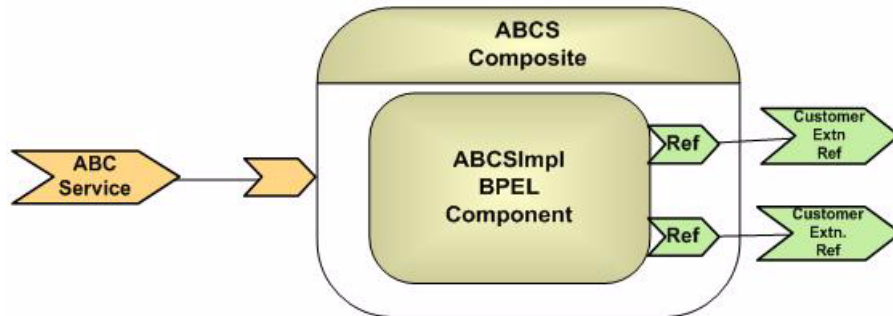 ABCS
Composite
ABC
Service
ABCSImpl
BPEL
Component
Ref
Customer
Extn
Ref
Ref
Customer
Extn.
Ref